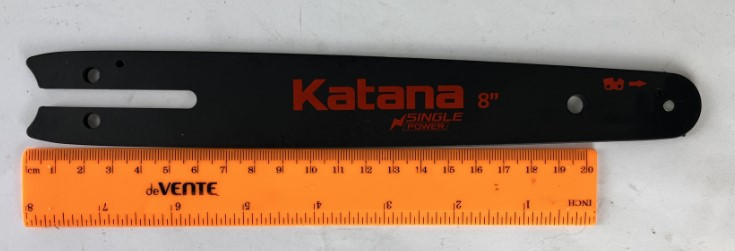 Katana 8"
SINGLE
POWER
cm 1 2 3 4 5 6 7 8 9 10 11 12 13 14 15 16 17 18 19 20
deVENTE
8 7 6 5 4 3 2 1 INCH